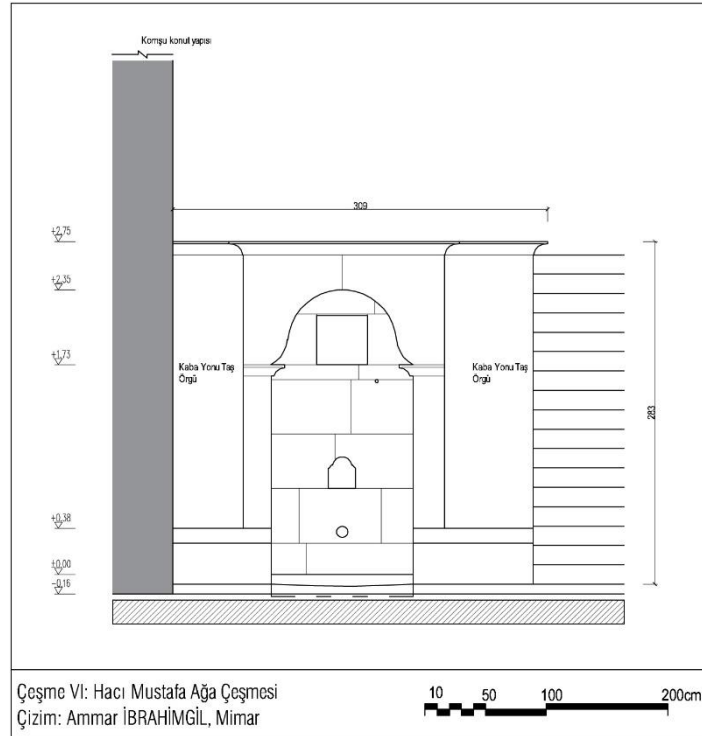 Komşu konut yapısı
309
+2,75
+2,35
+1,73
Kaba Yonu Taş
Örgü
Kaba Yonu Taş
Örgü
283
+0,38
±0,00
-0,16
Çeşme VI: Hacı Mustafa Ağa Çeşmesi
Çizim: Ammar İBRAHİMGİL, Mimar
10 50 100 200cm